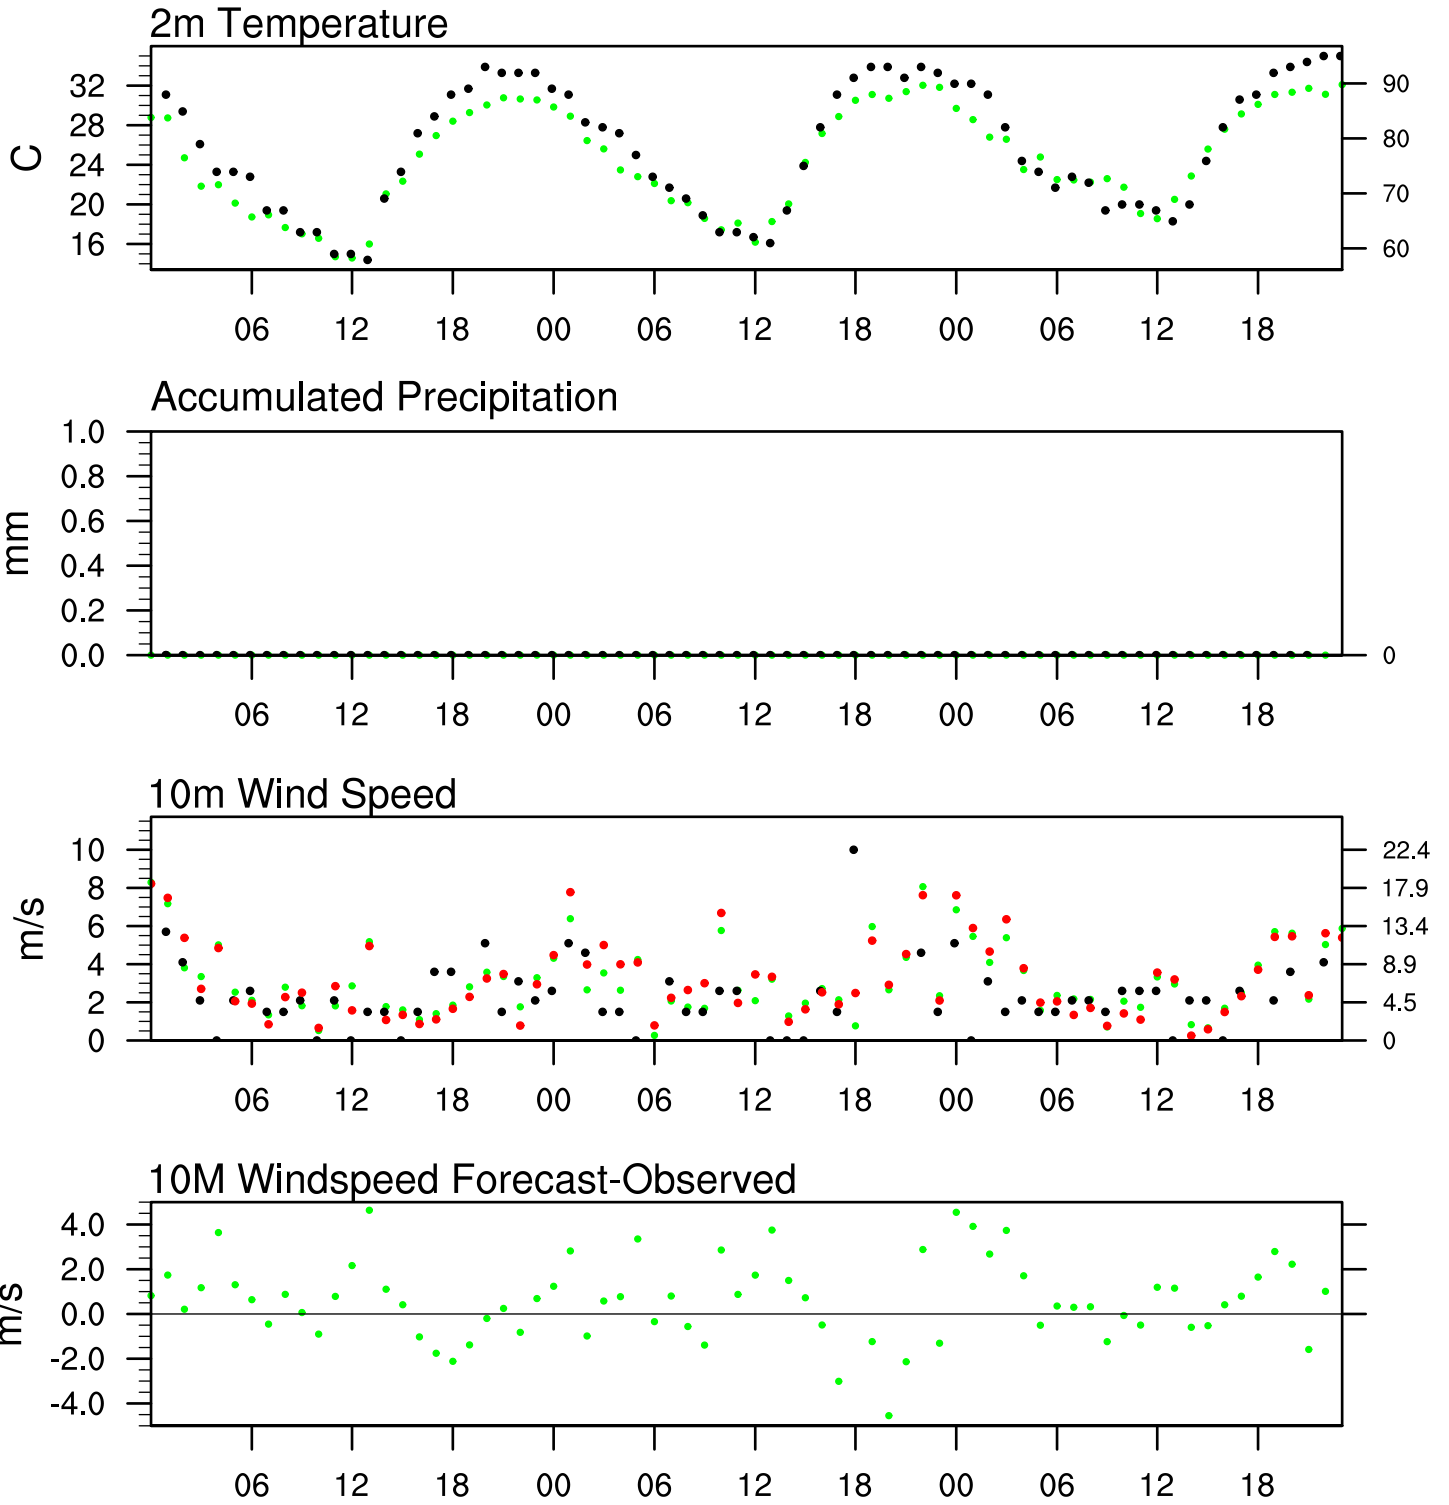 2m Temperature
32 90
28
80
C 24
70
20
16 60
06 12 18 00 06 12 18 00 06 12 18
Accumulated Precipitation
1.0
0.8
0.6
mm
0.4
0.2
0.0 0
06 12 18 00 06 12 18 00 06 12 18
10m Wind Speed
10 22.4
8 17.9
6 13.4
m/s
4 8.9
2 4.5
0 0
06 12 18 00 06 12 18 00 06 12 18
10M Windspeed Forecast-Observed
4.0
2.0
0.0
m/s
-2.0
-4.0
06 12 18 00 06 12 18 00 06 12 18